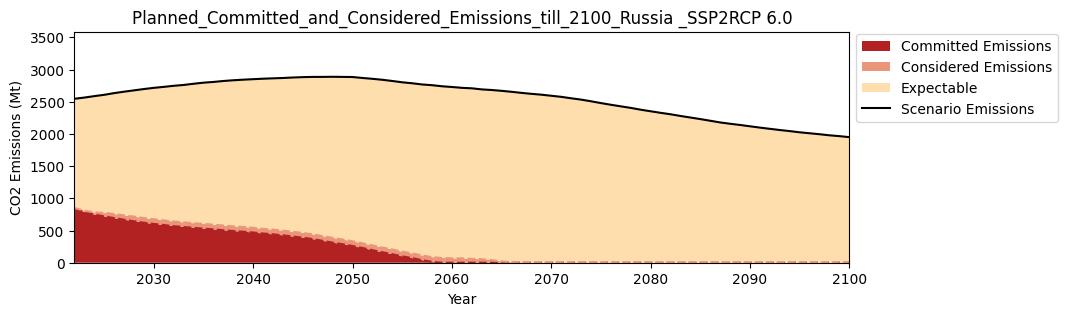 Planned_Committed_and_Considered_Emissions_till_2100_Russia _SSP2RCP 6.0
CO2 Emissions (Mt)
3500
3000
2500
2000
1500
1000
500
0
2030 2040 2050 2060 2070 2080 2090 2100
Year
Committed Emissions
Considered Emissions
Expectable
Scenario Emissions